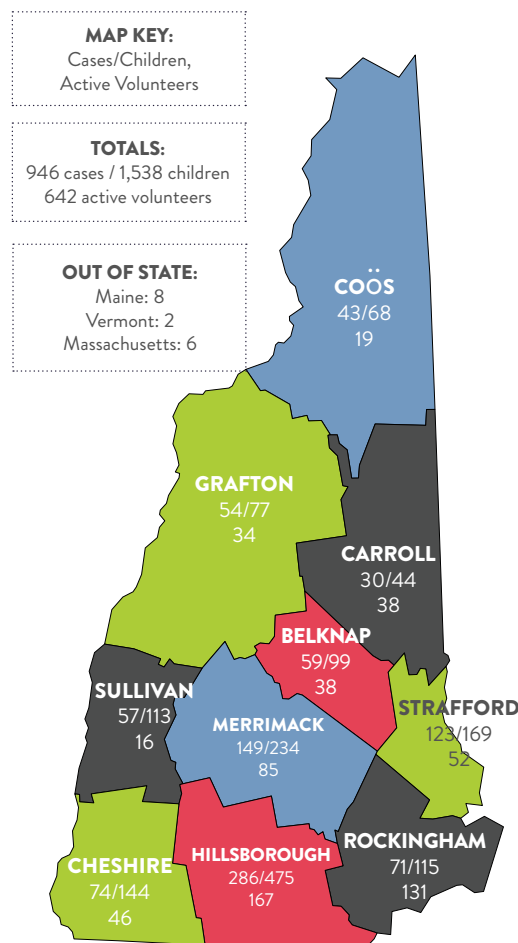 MAP KEY:
Cases/Children,
Active Volunteers
TOTALS:
946 cases / 1,538 children
642 active volunteers
OUT OF STATE:
Maine: 8
Vermont: 2
Massachusetts: 6
COÖS
43/68
19
GRAFTON
54/77
34
CARROLL
30/44
38
BELKNAP
59/99
38
SULLIVAN
57/113
16
MERRIMACK
149/234
85
STRAFFORD
123/169
52
CHESHIRE
74/144
46
HILLSBOROUGH
286/475
167
ROCKINGHAM
71/115
131